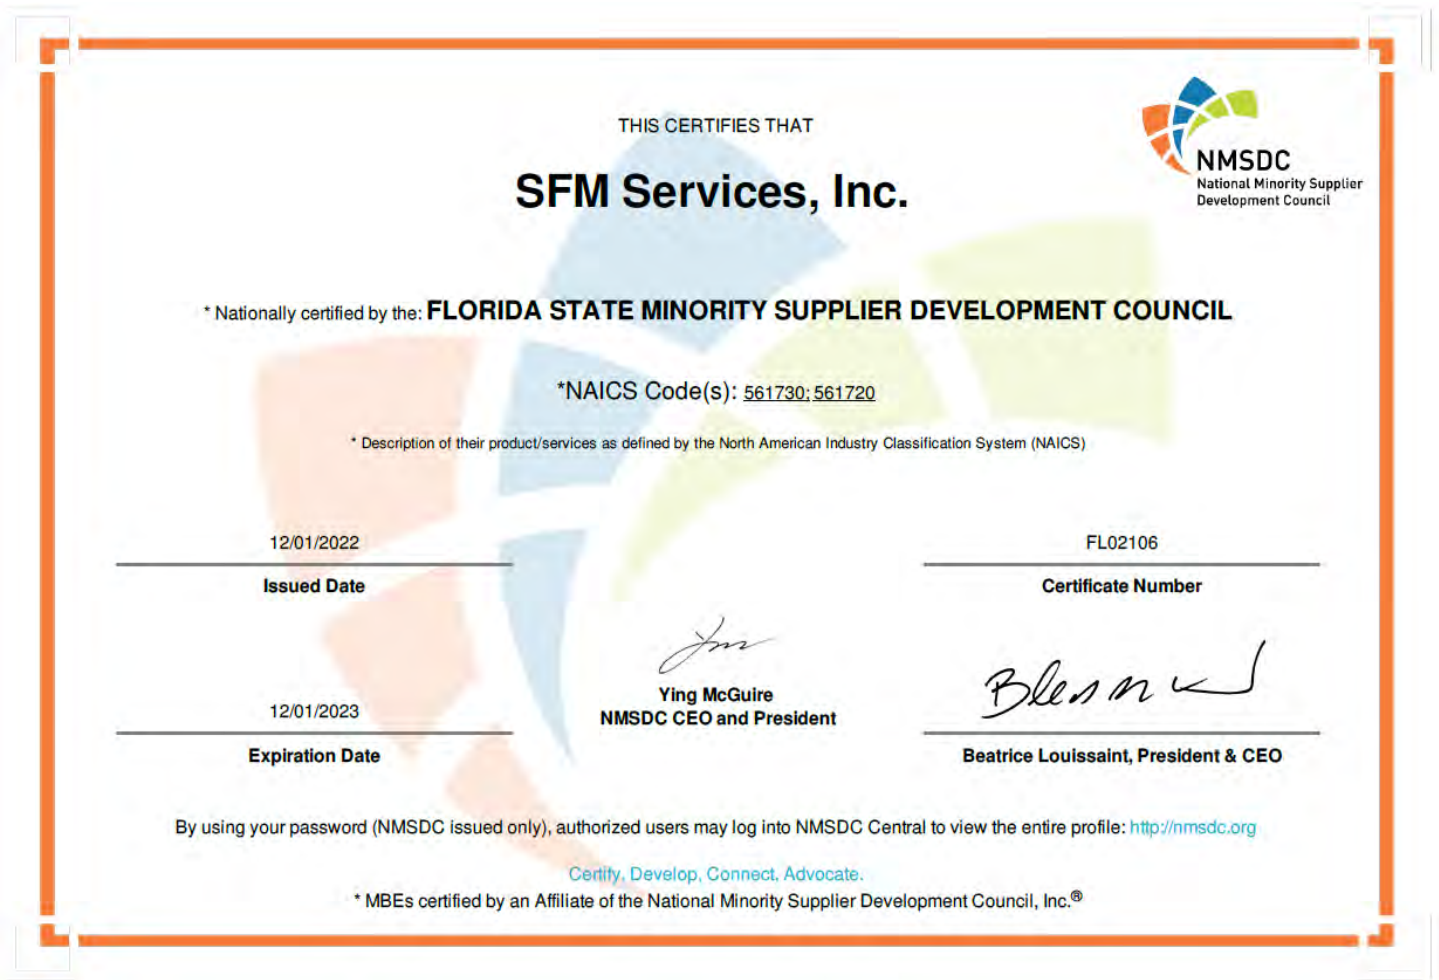 THIS CERTIFIES THAT
NMSDC
National Minority Supplier
Development Council
SFM Services, Inc.
* Nationally certified by the: FLORIDA STATE MINORITY SUPPLIER DEVELOPMENT COUNCIL
*NAICS Code(s): 561730; 561720
* Description of their product/services as defined by the North American Industry Classification System (NAICS)
12/01/2022
Issued Date
FL02106
Certificate Number
12/01/2023
Expiration Date
Ying McGuire
NMSDC CEO and President
Beatrice Louissaint, President & CEO
By using your password (NMSDC issued only), authorized users may log into NMSDC Central to view the entire profile: http://nmsdc.org
Certify, Develop, Connect, Advocate.
* MBEs certified by an Affiliate of the National Minority Supplier Development Council, Inc.®